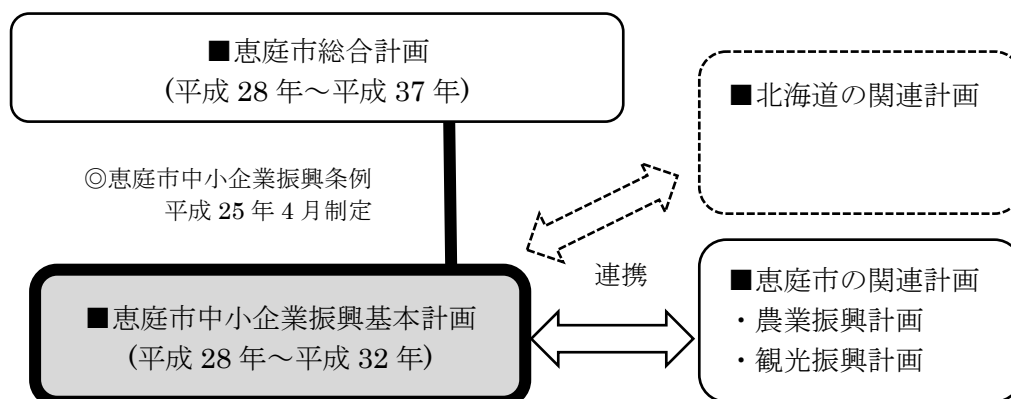 ■恵庭市総合計画
(平成 28 年～平成 37 年)
■北海道の関連計画
◎恵庭市中小企業振興条例
平成 25 年 4 月制定
連携
■恵庭市中小企業振興基本計画
(平成 28 年～平成 32 年)
■恵庭市の関連計画
・農業振興計画
・観光振興計画